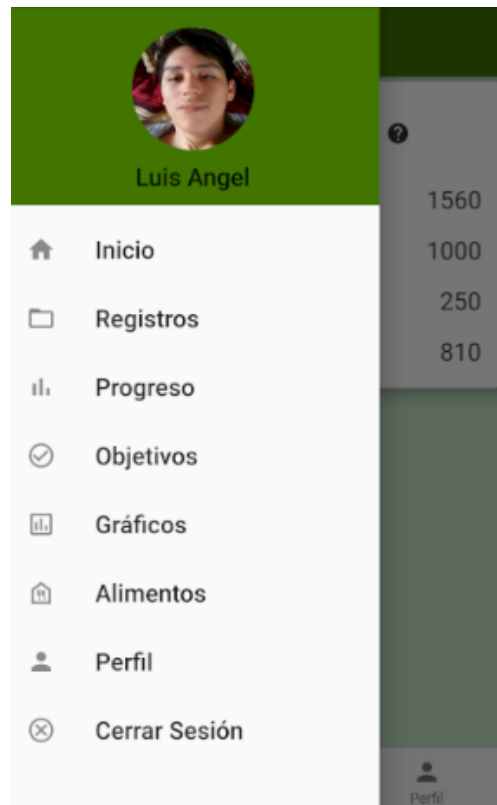 Luis Angel
1560
Inicio
1000
250
Registros
810
Progreso
Objetivos
Gráficos
Alimentos
Perfil
Cerrar Sesión
Perfil